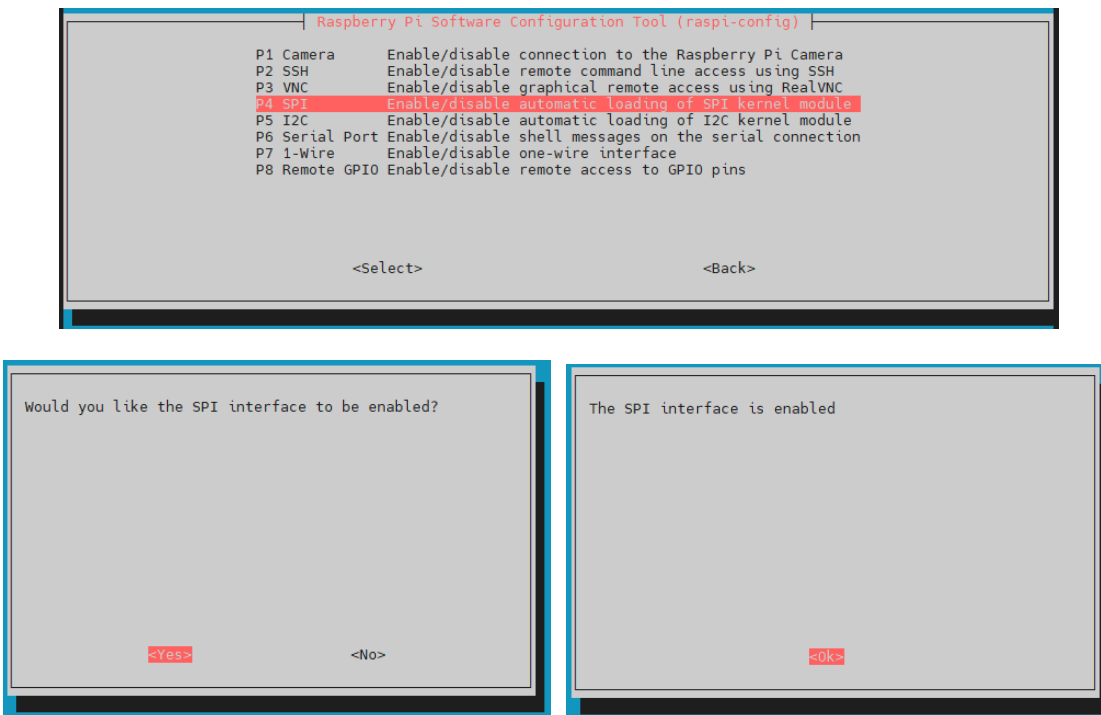 Raspberry Pi Software Configuration Tool (raspi-config)
P1 Camera Enable/disable connection to the Raspberry Pi Camera
P2 SSH Enable/disable remote command line access using SSH
P3 VNC Enable/disable graphical remote access using RealVNC
P4 SPI Enable/disable automatic loading of SPI kernel module
P5 I2C Enable/disable automatic loading of I2C kernel module
P6 Serial Port Enable/disable shell messages on the serial connection
P7 1-Wire Enable/disable one-wire interface
P8 Remote GPIO Enable/disable remote access to GPIO pins
<Select> <Back>
Would you like the SPI interface to be enabled?
<Yes> <No>
The SPI interface is enabled
<Ok>